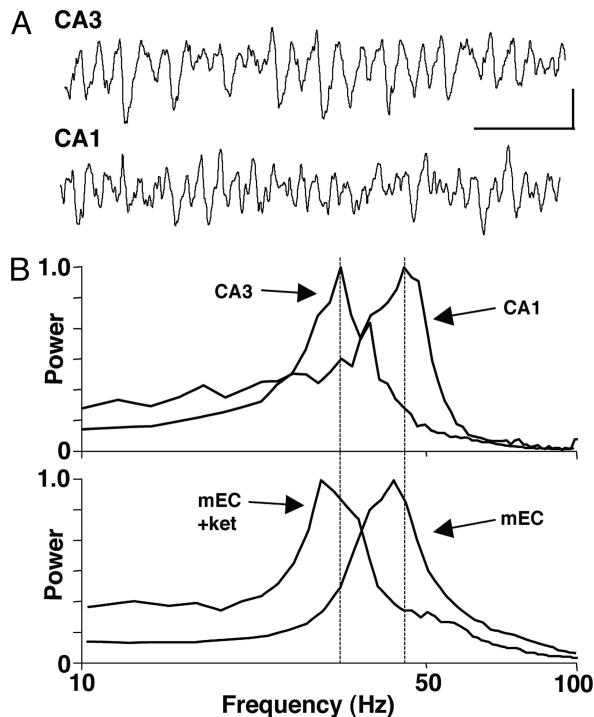 A
CA3
CA1
B
1.0
CA3
CA1
Power
0
1.0
mEC
+ket
mEC
Power
0
10
50
100
Frequency (Hz)